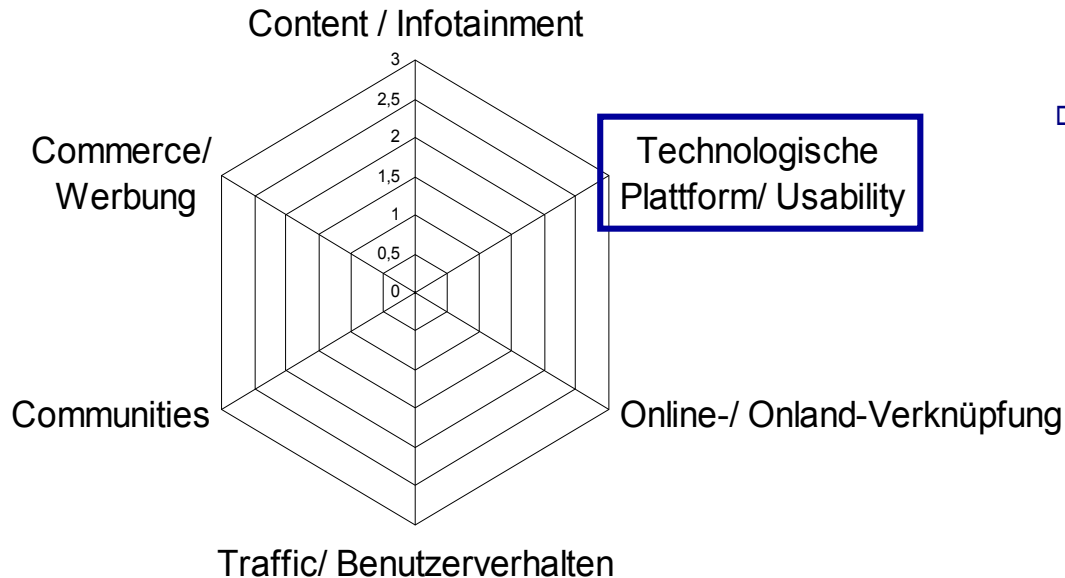 Content / Infotainment
3
2,5
2
1,5
1
0,5
0
Technologische
Plattform/ Usability
Online-/ Onland-Verknüpfung
Traffic/ Benutzerverhalten
Communities
Commerce/
Werbung